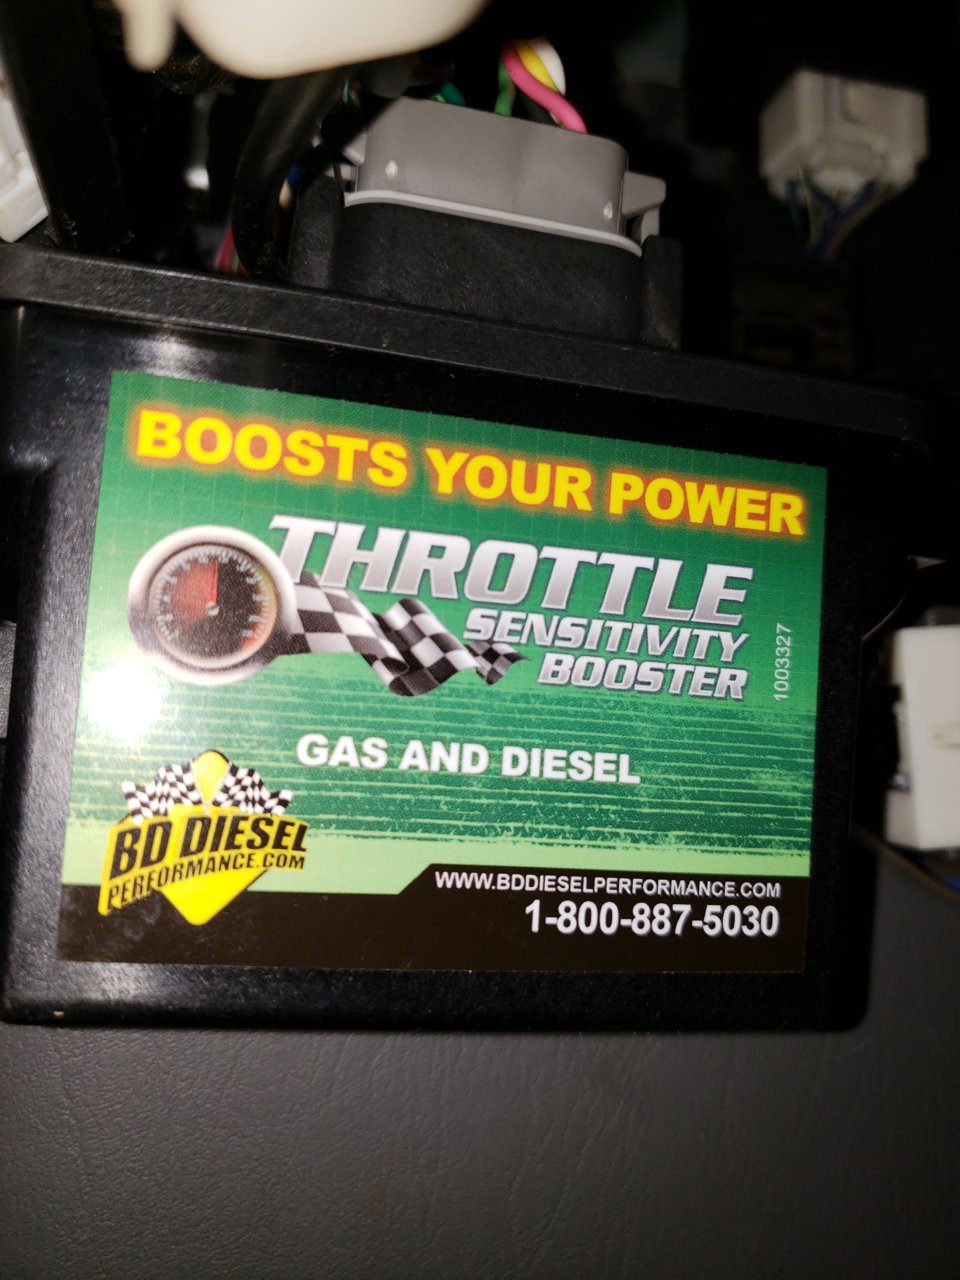 BOOSTS YOUR POWER
THROTTLE
SENSITIVITY
BOOSTER
1003327
GAS AND DIESEL
BD DIESEL
PERFORMANCE.COM
WWW.BDDIESELPERFORMANCE.COM
1-800-887-5030